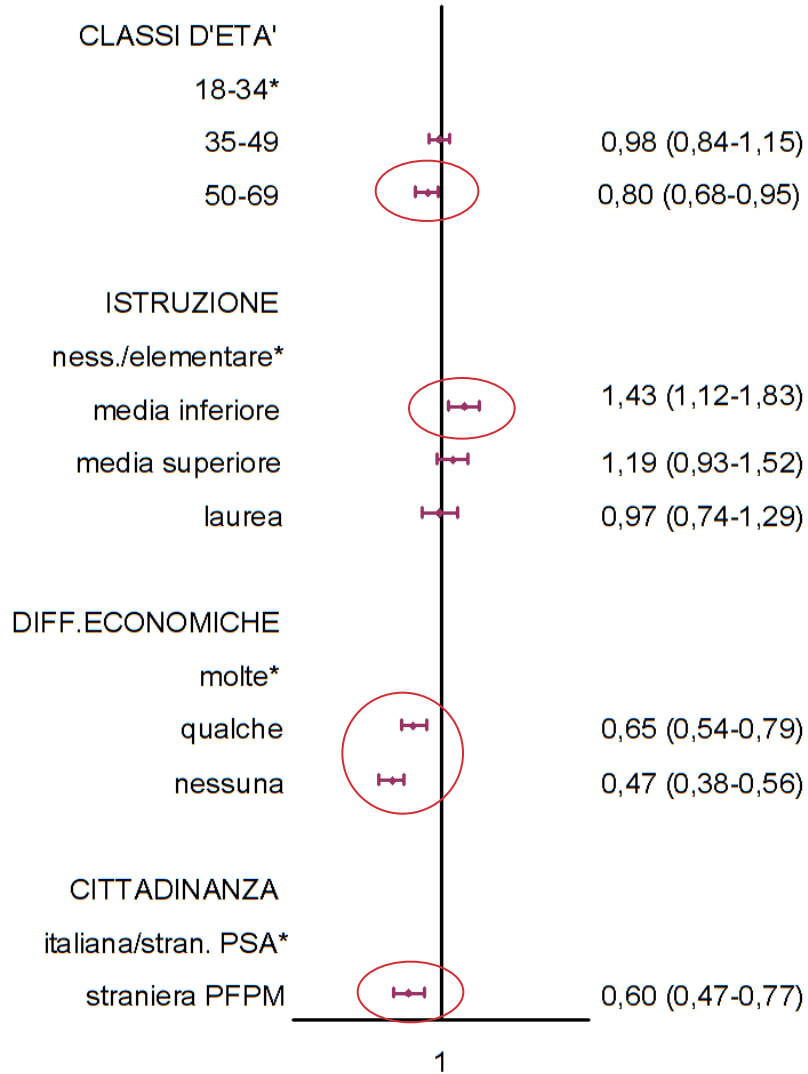 CLASSI D'ETA'
18-34*
35-49 0,98 (0,84-1,15)
50-69 0,80 (0,68-0,95)
ISTRUZIONE
ness./elementare*
media inferiore 1,43 (1,12-1,83)
media superiore 1,19 (0,93-1,52)
laurea 0,97 (0,74-1,29)
DIFF.ECONOMICHE
molte*
qualche 0,65 (0,54-0,79)
nessuna 0,47 (0,38-0,56)
CITTADINANZA
italiana/stran. PSA*
straniera PFPM 0,60 (0,47-0,77)
1